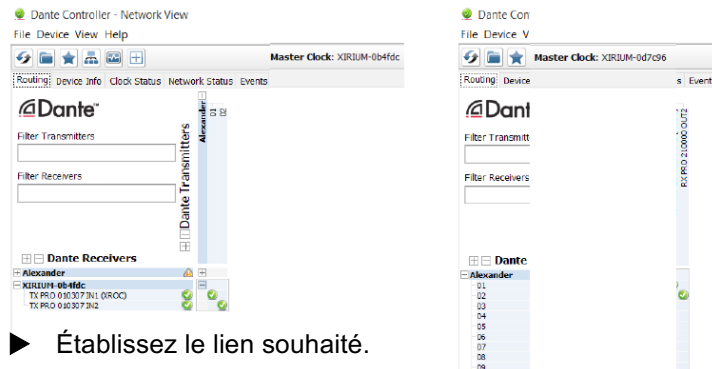 Dante Controller - Network View
File Device View Help
Master Clock: XIRIUM-0b4fdc
Routing Device Info Clock Status Network Status Events
Dante™
Filter Transmitters
Filter Receivers
Dante Transmitters
Alexander
01
02
Dante Receivers
Alexander
XIRIUM-0b4fdc
TX PRO 010307 IN1 (XROC)
TX PRO 010307 IN2
Établissez le lien souhaité.
Dante Con
File Device V
Master Clock: XIRIUM-0d7c96
Routing Device
s Event
Dant
Filter Transmitt
Filter Receivers
RX PRO 210000 OUT2
Dante
Alexander
01
02
03
04
05
06
07
08
09